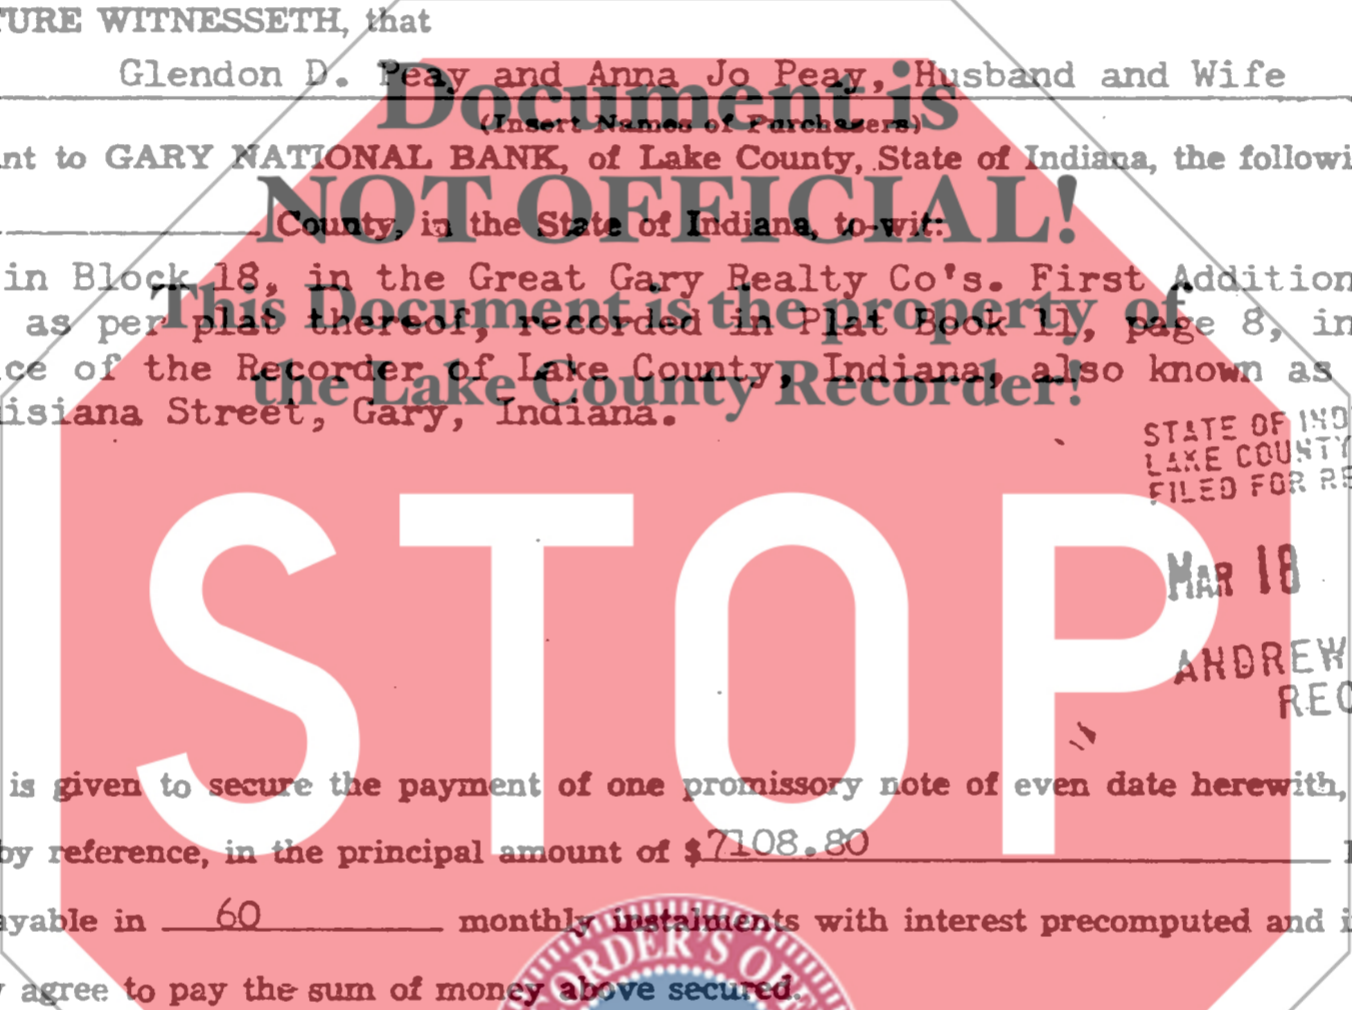 TURE WITNESSETH, that
Glendon D. Peay and Anna Jo Peay, Husband and Wife
Document is
(Insert Names of Purchasers)
nt to GARY NATIONAL BANK, of Lake County, State of Indiana, the followi
NOT OFFICIAL!
County, in the State of Indiana, to-wit:
in Block 18, in the Great Gary Realty Co's. First Addition
This Document is the property of
as per plat thereof, recorded in Plat Book 11, page 8, in
ce of the Recorder of Lake County, Indiana, also known as
the Lake County Recorder!
isiana Street, Gary, Indiana.
STATE OF IND
LAKE COUNTY
FILED FOR RE
STOP
MAR 18
ANDREW
REC
is given to secure the payment of one promissory note of even date herewith,
by reference, in the principal amount of $7108.80
ayable in 60 monthly instalments with interest precomputed and i
ORDER'S OF
agree to pay the sum of money above secured.